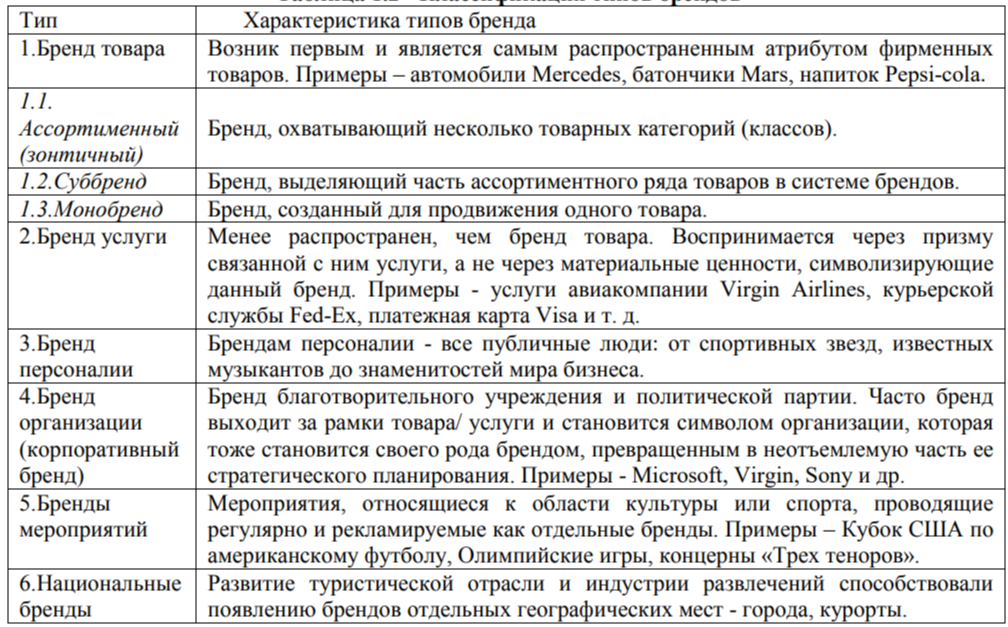 Тип Характеристика типов бренда
1.Бренд товара Возник первым и является самым распространенным атрибутом фирменных
товаров. Примеры – автомобили Mercedes, батончики Mars, напиток Pepsi-cola.
1.1.
Ассортименный
(зонтичный)
Бренд, охватывающий несколько товарных категорий (классов).
1.2.Суббренд Бренд, выделяющий часть ассортиментного ряда товаров в системе брендов.
1.3.Монобренд Бренд, созданный для продвижения одного товара.
2.Бренд услуги Менее распространен, чем бренд товара. Воспринимается через призму
связанной с ним услуги, а не через материальные ценности, символизирующие
данный бренд. Примеры - услуги авиакомпании Virgin Airlines, курьерской
службы Fed-Ex, платежная карта Visa и т. д.
3.Бренд
персоналии
Брендам персоналии - все публичные люди: от спортивных звезд, известных
музыкантов до знаменитостей мира бизнеса.
4.Бренд
организации
(корпоративный
бренд)
Бренд благотворительного учреждения и политической партии. Часто бренд
выходит за рамки товара/ услуги и становится символом организации, которая
тоже становится своего рода брендом, превращенным в неотъемлемую часть ее
стратегического планирования. Примеры - Microsoft, Virgin, Sony и др.
5.Бренды
мероприятий
Мероприятия, относящиеся к области культуры или спорта, проводящие
регулярно и рекламируемые как отдельные бренды. Примеры – Кубок США по
американскому футболу, Олимпийские игры, концерны «Трех теноров».
6.Национальные
бренды
Развитие туристической отрасли и индустрии развлечений способствовали
появлению брендов отдельных географических мест - города, курорты.